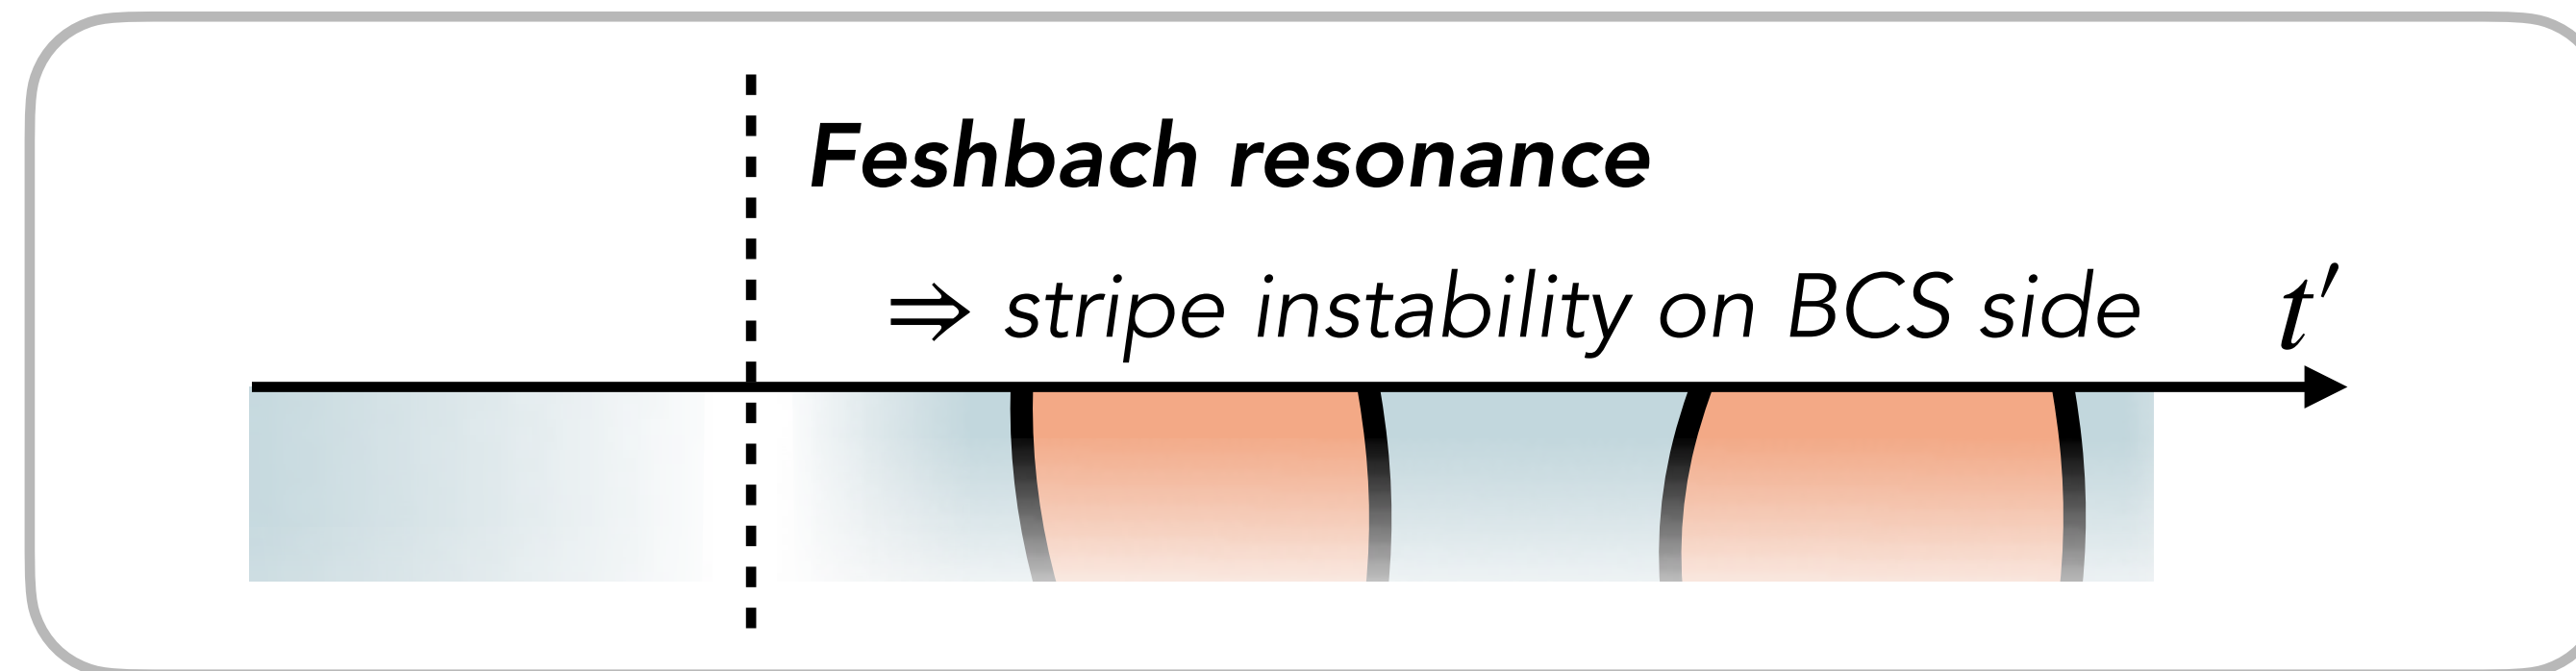 Feshbach resonance
⇒ stripe instability on BCS side
t′